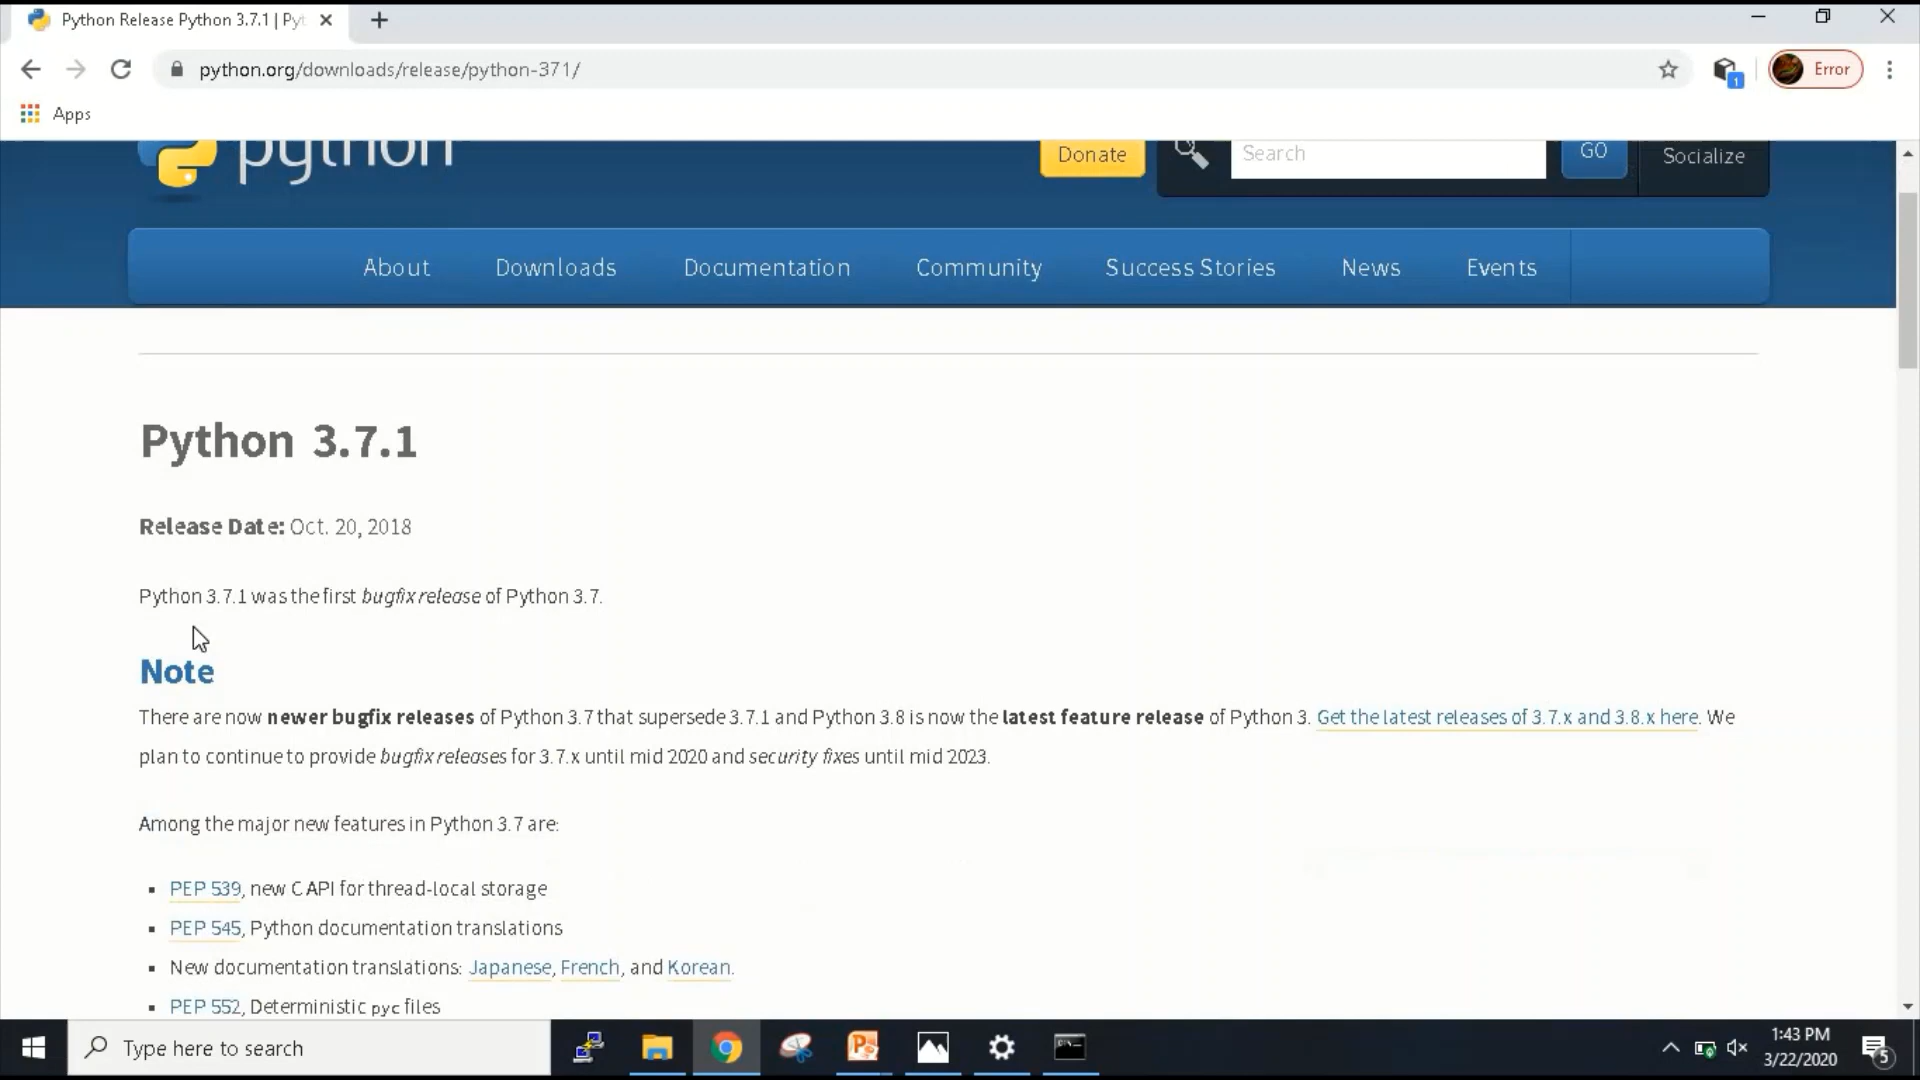 Python Release Python 3.7.1 | Pyt
python.org/downloads/release/python-371/
1
Error
Apps
python
Donate
Search
GO
Socialize
About Downloads Documentation Community Success Stories News Events
Python 3.7.1
Release Date: Oct. 20, 2018
Python 3.7.1 was the first bugfix release of Python 3.7.
Note
There are now newer bugfix releases of Python 3.7 that supersede 3.7.1 and Python 3.8 is now the latest feature release of Python 3. Get the latest releases of 3.7.x and 3.8.x here. We
plan to continue to provide bugfix releases for 3.7.x until mid 2020 and security fixes until mid 2023.
Among the major new features in Python 3.7 are:
▪ PEP 539, new C API for thread-local storage
▪ PEP 545, Python documentation translations
▪ New documentation translations: Japanese, French, and Korean.
▪ PEP 552, Deterministic pyc files
Type here to search
1:43 PM
3/22/2020
5